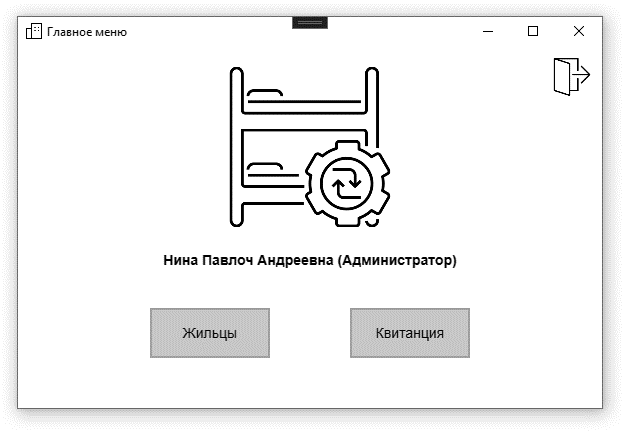 Главное меню
Нина Павлоч Андреевна (Администратор)
Жильцы
Квитанция